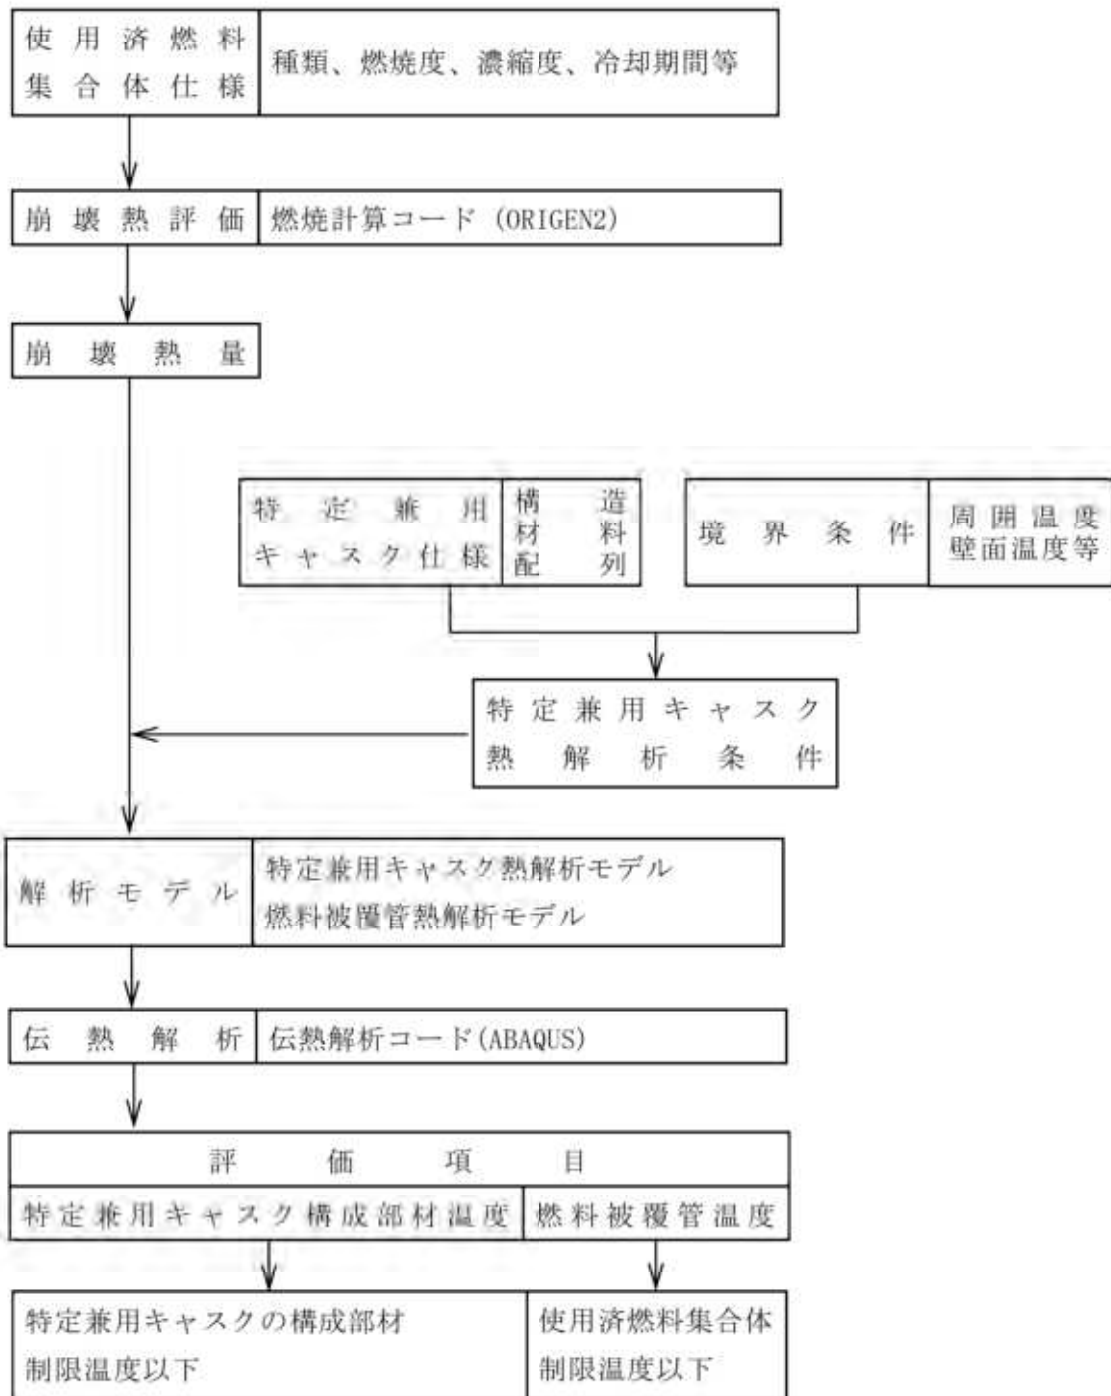 使用済燃料
集合体仕様
種類、燃焼度、濃縮度、冷却期間等
崩壊熱評価
燃焼計算コード (ORIGEN2)
崩壊熱量
特定兼用
キャスク仕様
構造
材料
配列
境界条件
周囲温度
壁面温度等
特定兼用キャスク
熱解析条件
解析モデル
特定兼用キャスク熱解析モデル
燃料被覆管熱解析モデル
伝熱解析
伝熱解析コード(ABAQUS)
評価項目
特定兼用キャスク構成部材温度
燃料被覆管温度
特定兼用キャスクの構成部材
制限温度以下
使用済燃料集合体
制限温度以下